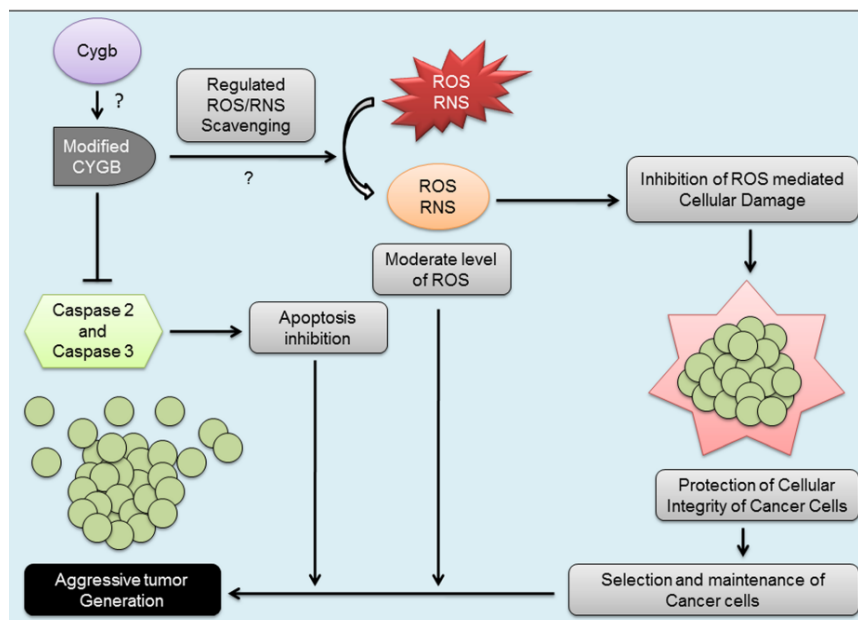 Cygb
?
Modified
CYGB
Regulated
ROS/RNS
Scavenging
?
ROS
RNS
ROS
RNS
Moderate level
of ROS
Inhibition of ROS mediated
Cellular Damage
Caspase 2
and
Caspase 3
Apoptosis
inhibition
Protection of Cellular
Integrity of Cancer Cells
Aggressive tumor
Generation
Selection and maintenance of
Cancer cells